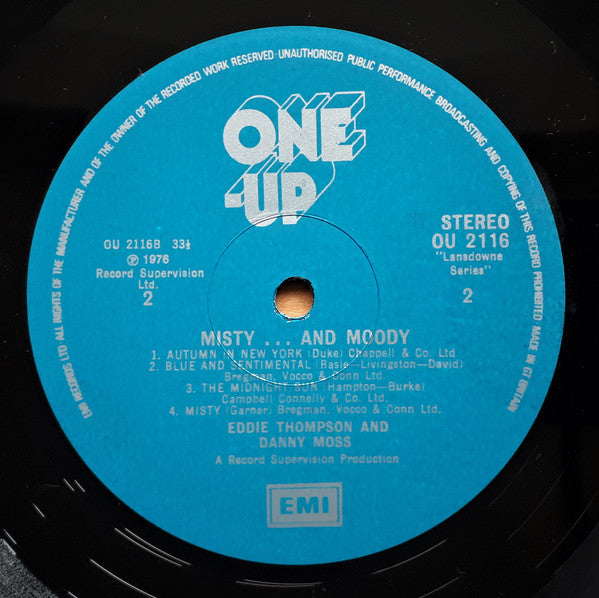 EMI RECORDS LTD·ALL RIGHTS OF THE MANUFACTURER AND OF THE OWNER OF THE RECORDED WORK RESERVED·UNAUTHORISED PUBLIC PERFORMANCE BROADCASTING AND COPYING OF THIS RECORD PROHIBITED MADE IN GT BRITAIN
ONE
-UP
OU 2116B 33⅓
Ⓟ 1976
Record Supervision
Ltd.
2
STEREO
OU 2116
"Lansdowne
Series"
2
MISTY ... AND MOODY
1. AUTUMN IN NEW YORK (Duke) Chappell & Co. Ltd
2. BLUE AND SENTIMENTAL (Basie—Livingston—David)
Bregman, Vocco & Conn Ltd.
3. THE MIDNIGHT SUN (Hampton—Burke)
Campbell Connelly & Co. Ltd.
4. MISTY (Garner) Bregman, Vocco & Conn Ltd.
EDDIE THOMPSON AND
DANNY MOSS
A Record Supervision Production
EMI